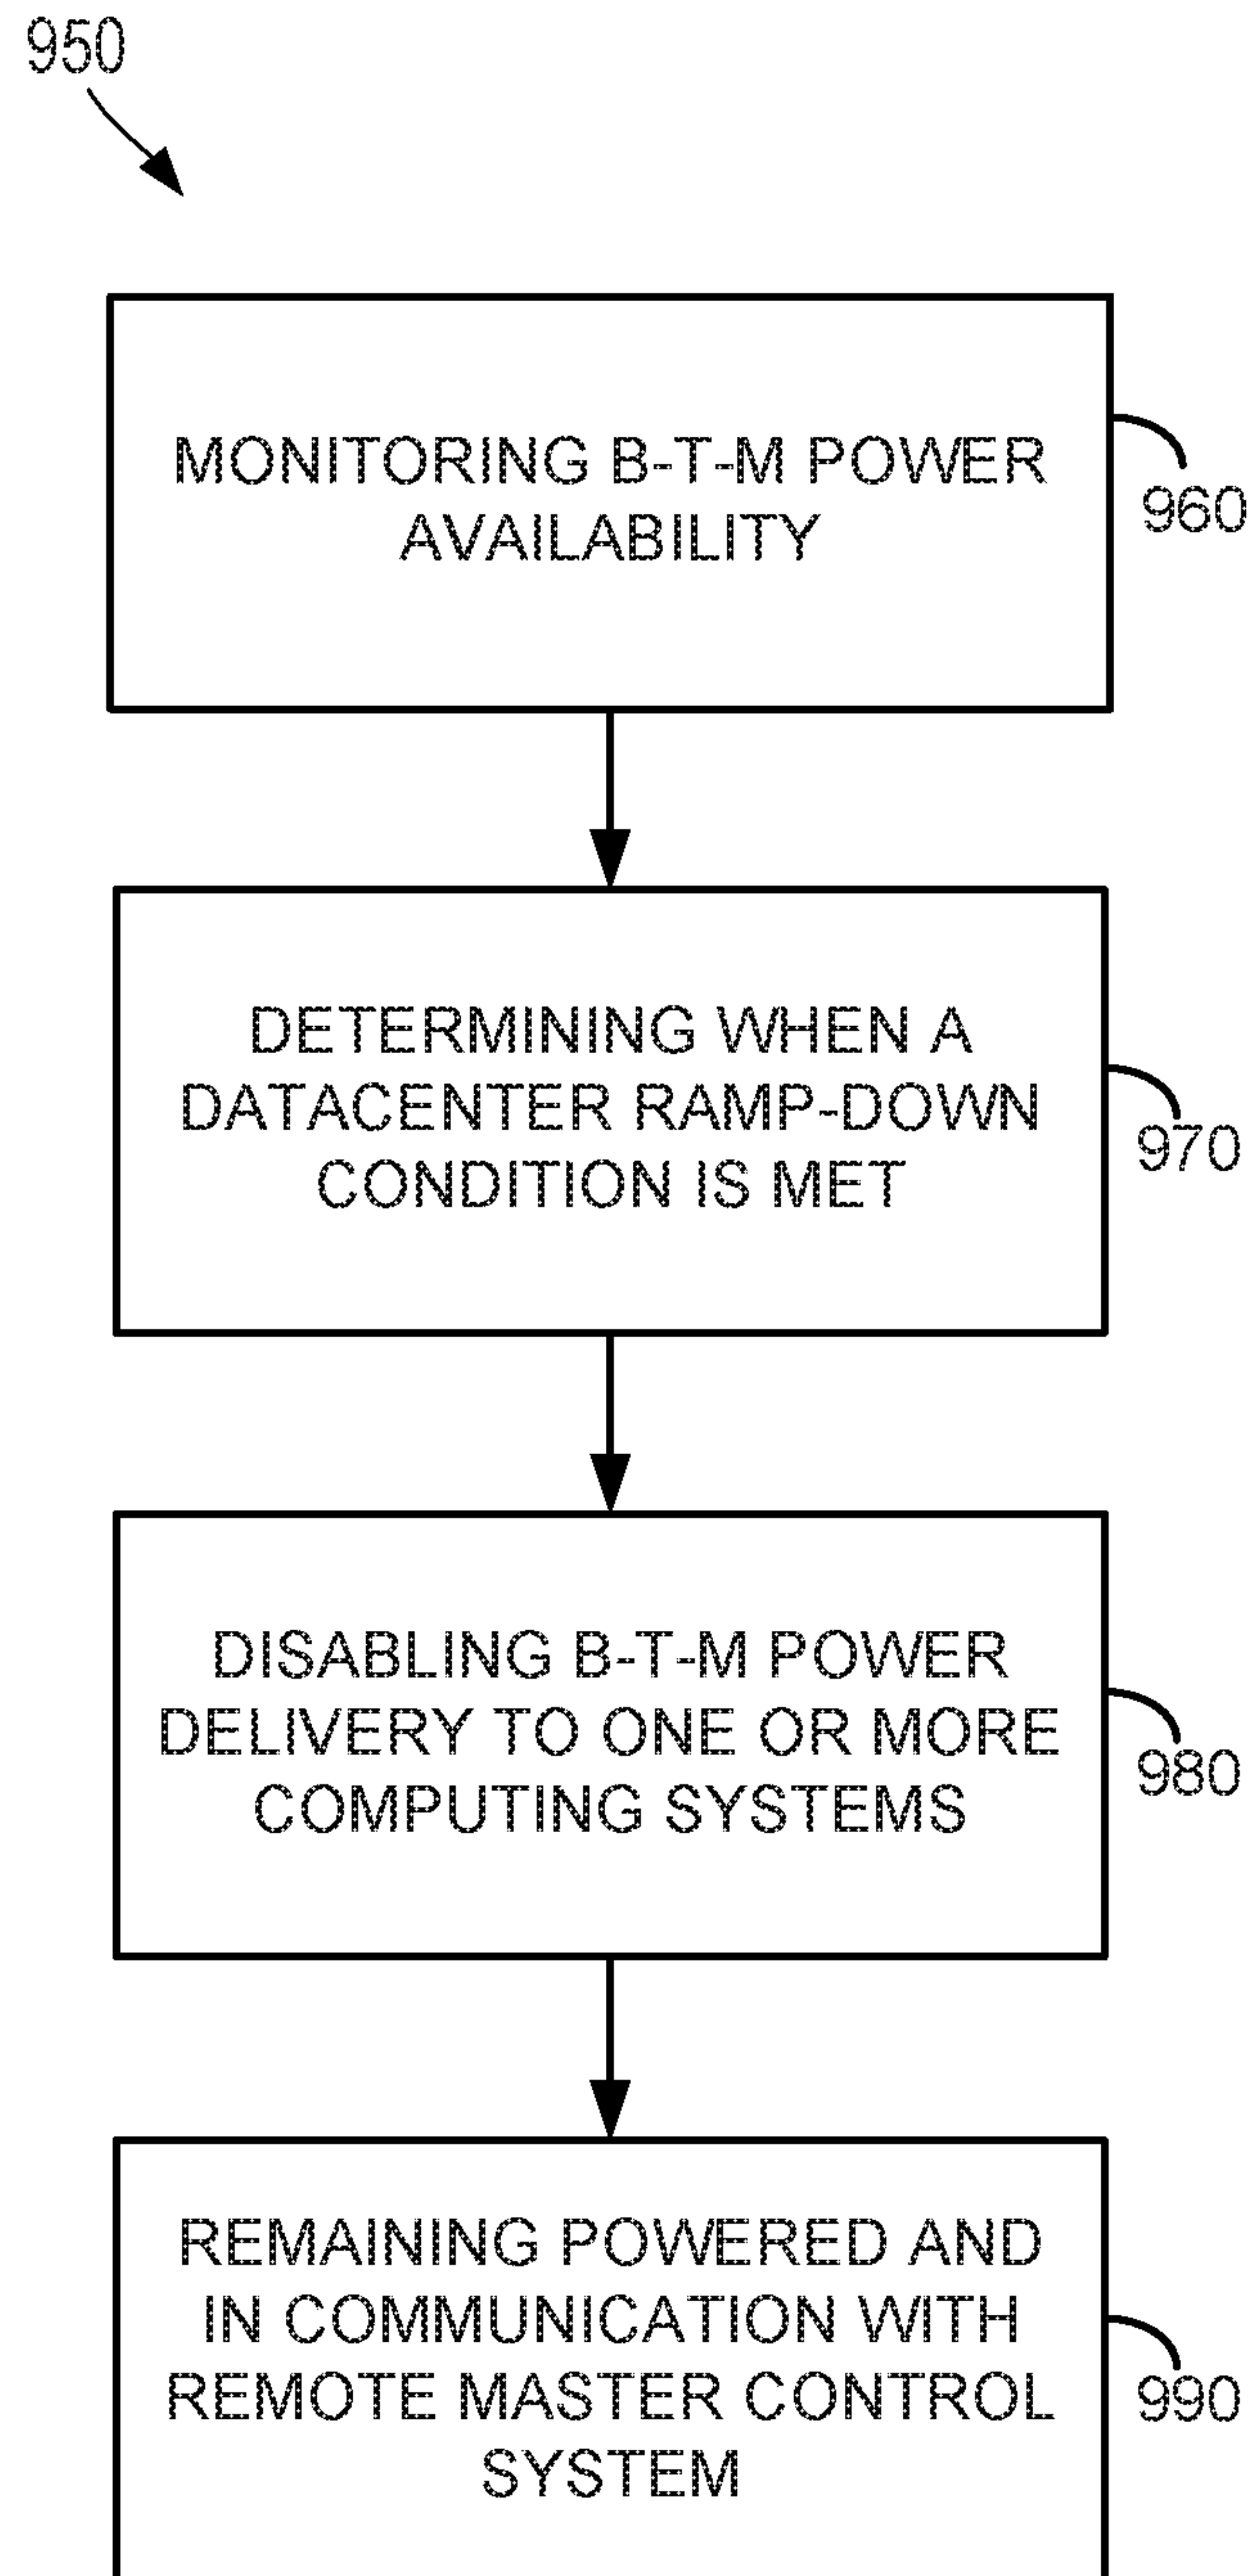 950
MONITORING B-T-M POWER
AVAILABILITY
960
DETERMINING WHEN A
DATACENTER RAMP-DOWN
CONDITION IS MET
970
DISABLING B-T-M POWER
DELIVERY TO ONE OR MORE
COMPUTING SYSTEMS
980
REMAINING POWERED AND
IN COMMUNICATION WITH
REMOTE MASTER CONTROL
SYSTEM
990